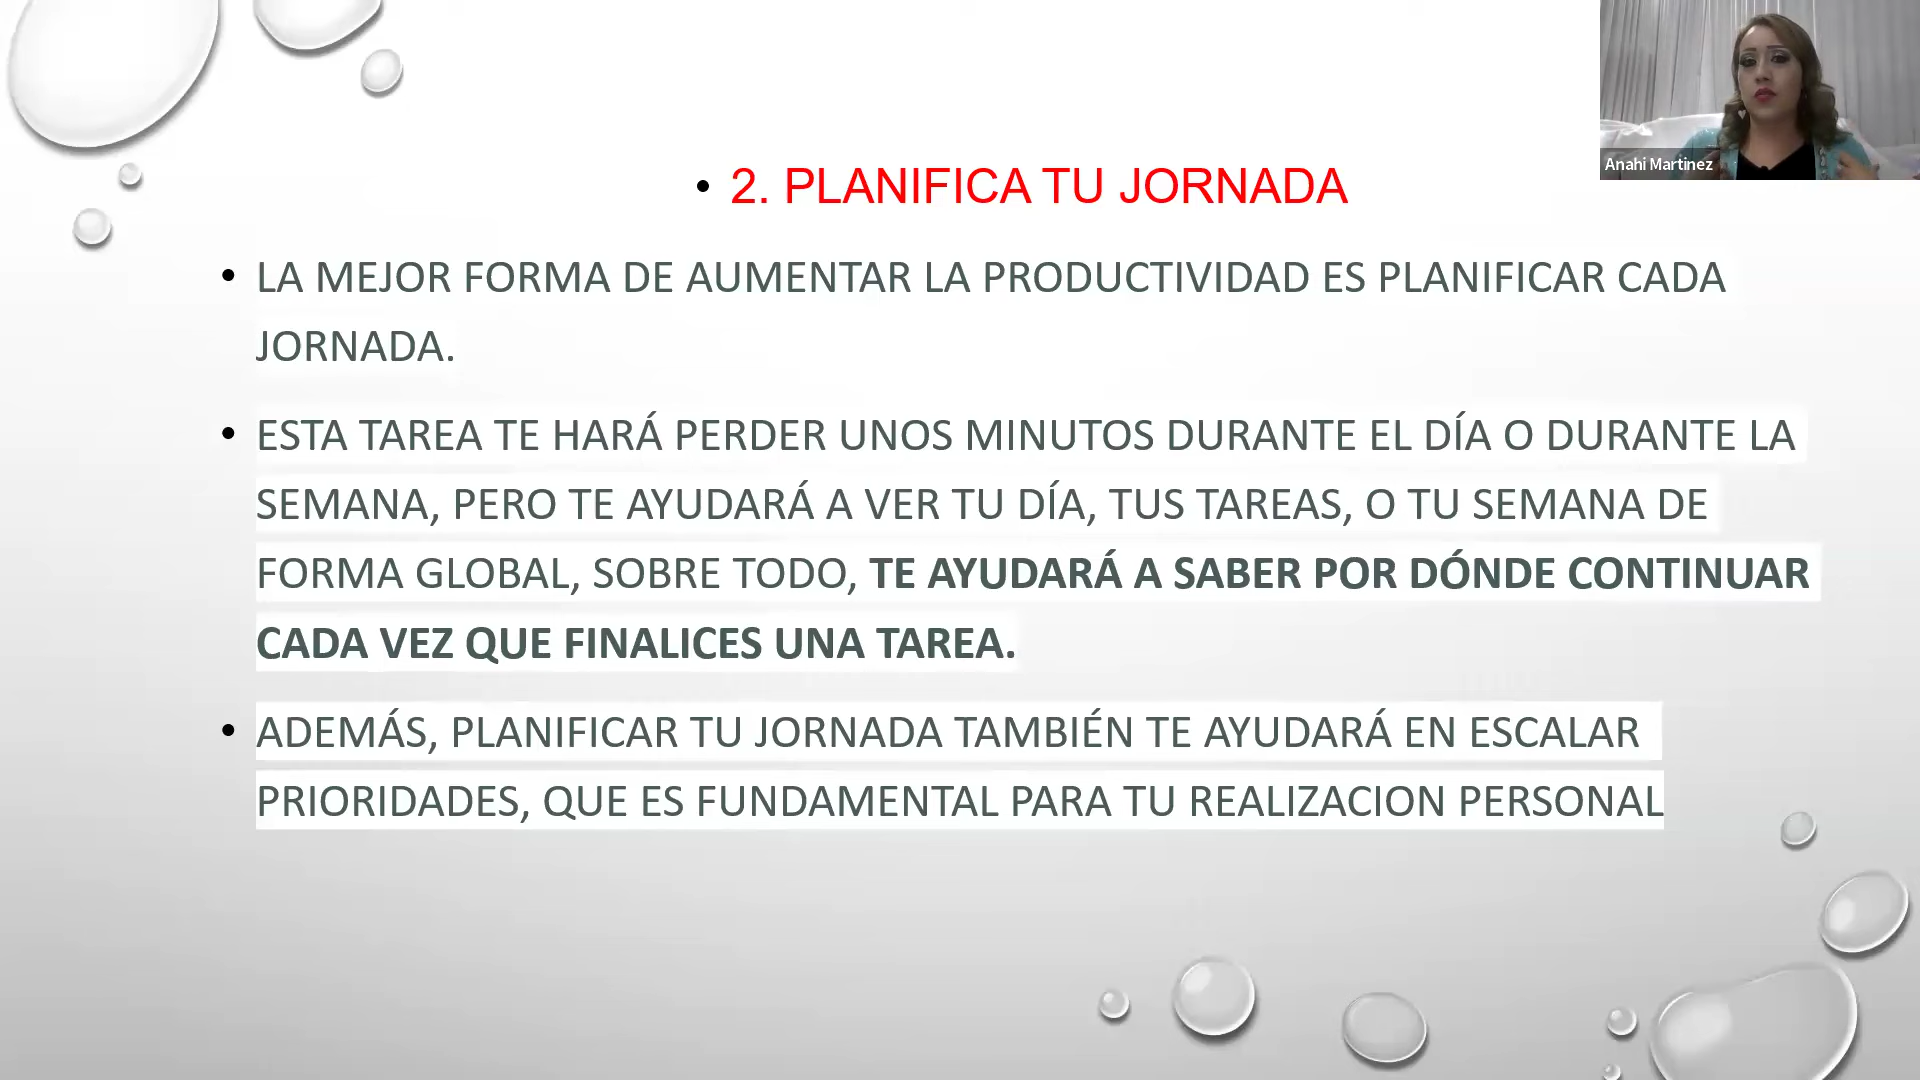 Anahi Martinez
• 2. PLANIFICA TU JORNADA
• LA MEJOR FORMA DE AUMENTAR LA PRODUCTIVIDAD ES PLANIFICAR CADA
JORNADA.
• ESTA TAREA TE HARÁ PERDER UNOS MINUTOS DURANTE EL DÍA O DURANTE LA
SEMANA, PERO TE AYUDARÁ A VER TU DÍA, TUS TAREAS, O TU SEMANA DE
FORMA GLOBAL, SOBRE TODO, TE AYUDARÁ A SABER POR DÓNDE CONTINUAR
CADA VEZ QUE FINALICES UNA TAREA.
• ADEMÁS, PLANIFICAR TU JORNADA TAMBIÉN TE AYUDARÁ EN ESCALAR
PRIORIDADES, QUE ES FUNDAMENTAL PARA TU REALIZACION PERSONAL